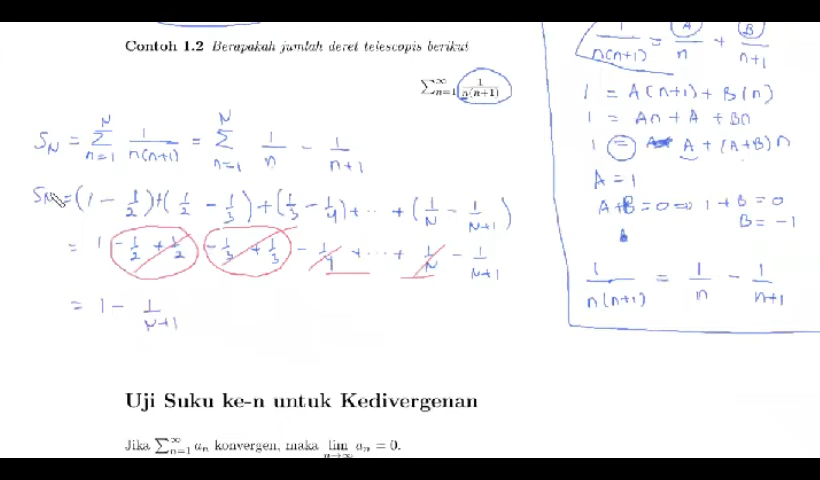 Contoh 1.2 Berapakah jumlah deret telescopis berikut
∑_{n=1}^{∞} 1/(n(n+1))
S_N = ∑_{n=1}^{N} 1/(n(n+1)) = ∑_{n=1}^{N} 1/n - 1/(n+1)
S_N = (1 - 1/2) + (1/2 - 1/3) + (1/3 - 1/4) + ... + (1/N - 1/(N+1))
= 1 - 1/2 + 1/2 - 1/3 + 1/3 - 1/4 + ... + 1/N - 1/(N+1)
= 1 - 1/(N+1)
1/(n(n+1)) = A/n + B/(n+1)
1 = A(n+1) + B(n)
1 = An + A + Bn
1 = A + (A+B)n
A = 1
A+B = 0 ⇒ 1 + B = 0
B = -1
1/(n(n+1)) = 1/n - 1/(n+1)
Uji Suku ke-n untuk Kedivergenan
Jika ∑_{n=1}^{∞} a_n konvergen, maka lim_{n→∞} a_n = 0.